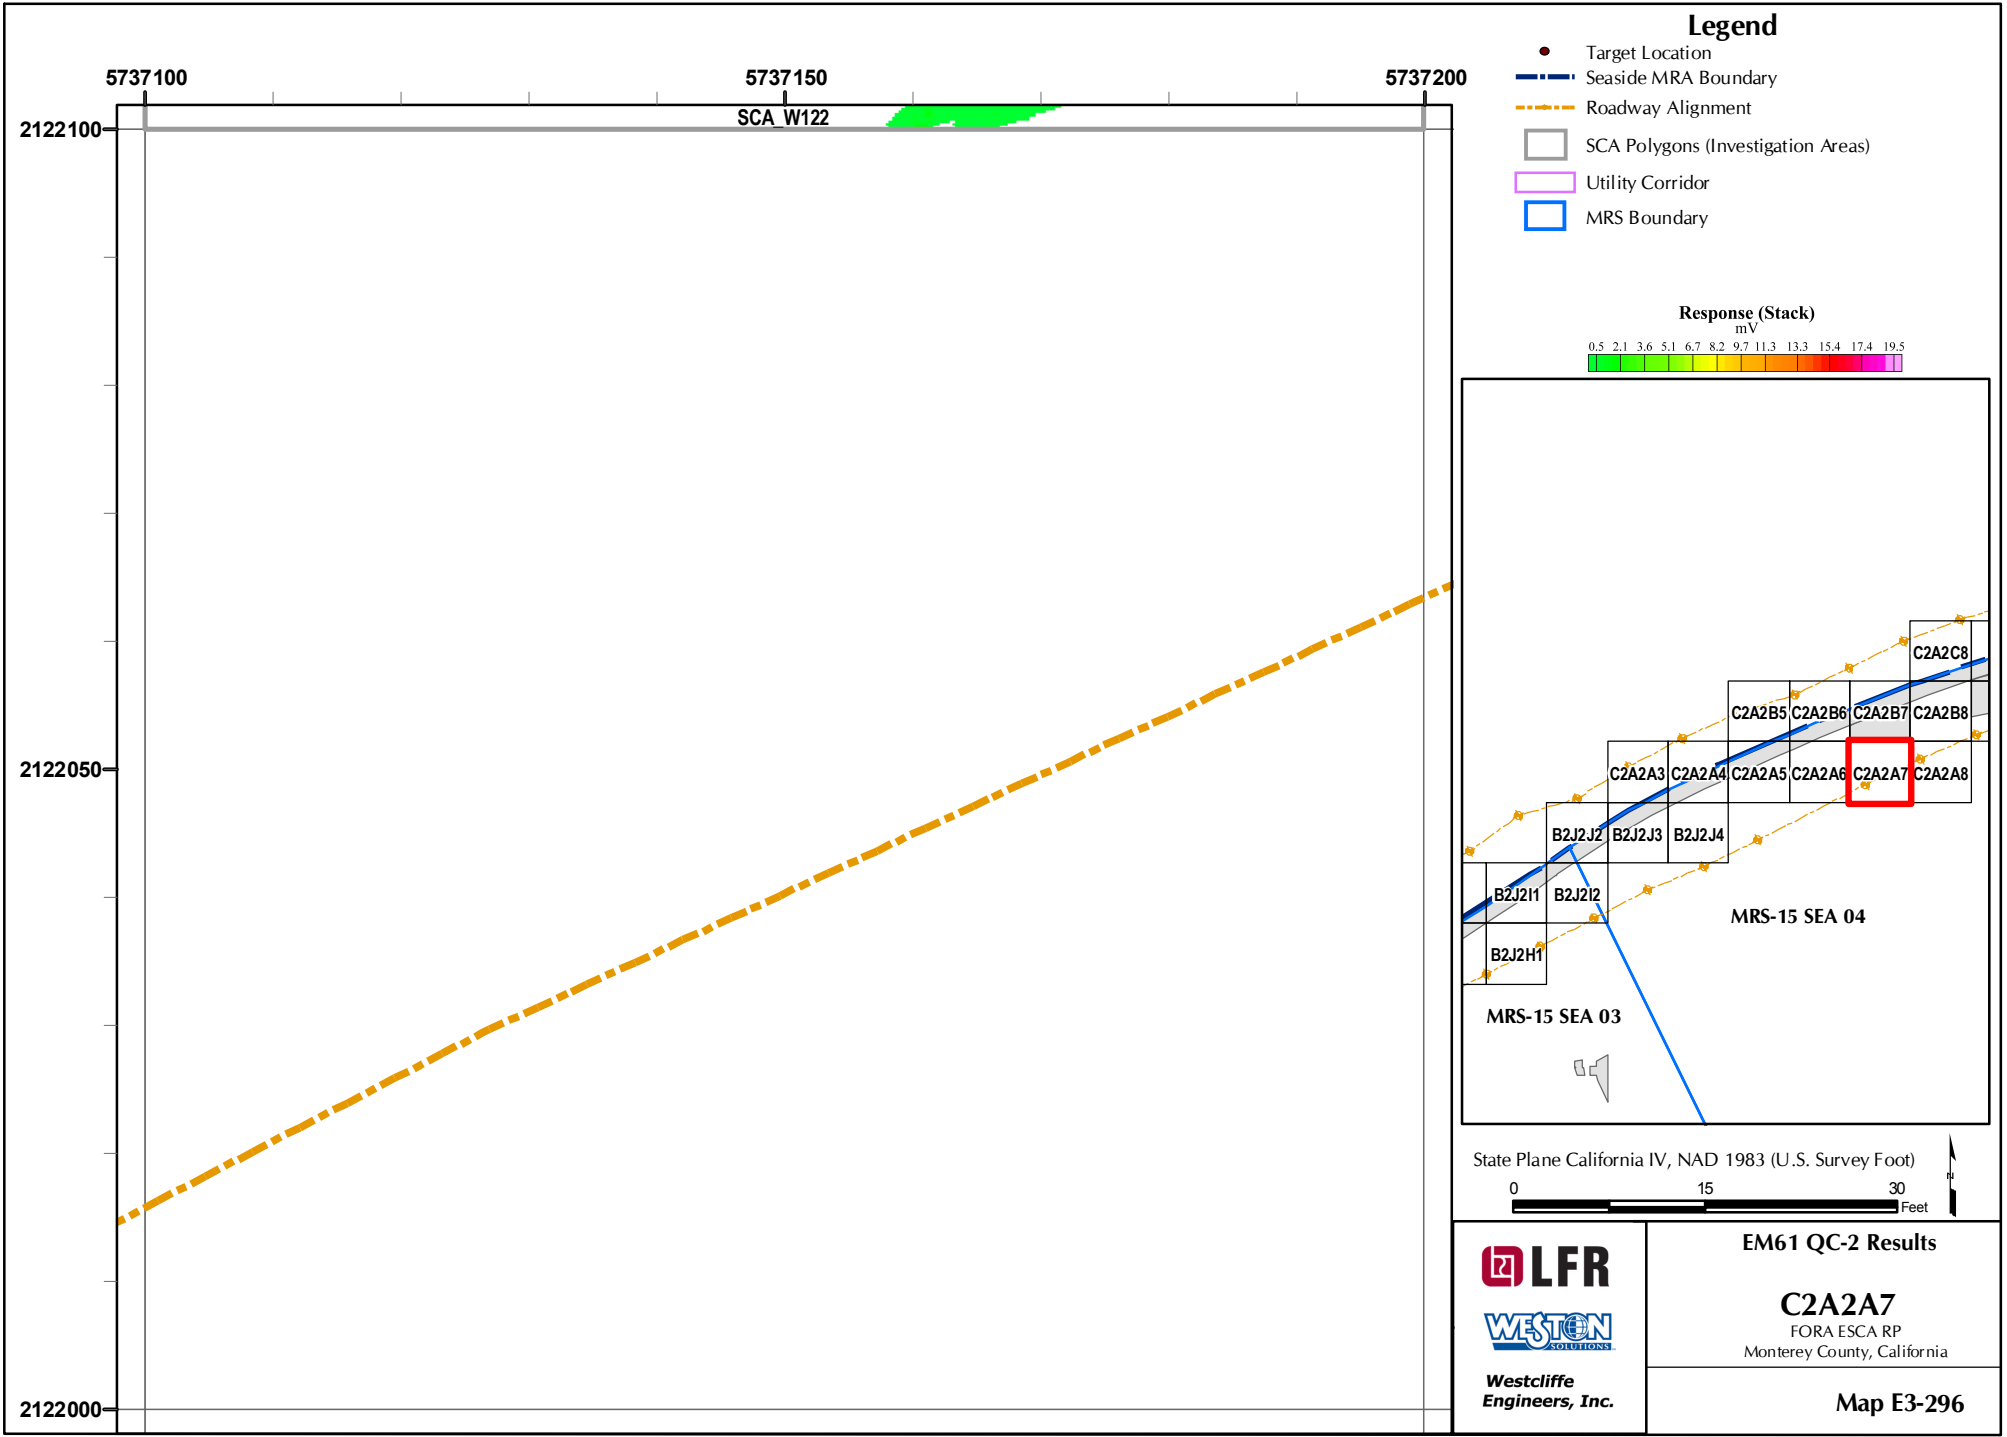 5737100 5737150 5737200
2122100
SCA_W122
2122050
2122000
Legend
Target Location
Seaside MRA Boundary
Roadway Alignment
SCA Polygons (Investigation Areas)
Utility Corridor
MRS Boundary
Response (Stack)
mV
0.5 2.1 3.6 5.1 6.7 8.2 9.7 11.3 13.3 15.4 17.4 19.5
C2A2C8
C2A2B5 C2A2B6 C2A2B7 C2A2B8
C2A2A3 C2A2A4 C2A2A5 C2A2A6 C2A2A7 C2A2A8
B2J2J2 B2J2J3 B2J2J4
B2J2I1 B2J2I2
MRS-15 SEA 04
B2J2H1
MRS-15 SEA 03
State Plane California IV, NAD 1983 (U.S. Survey Foot)
N
0 15 30
Feet
LFR
WESTON
SOLUTIONS
Westcliffe
Engineers, Inc.
EM61 QC-2 Results
C2A2A7
FORA ESCA RP
Monterey County, California
Map E3-296